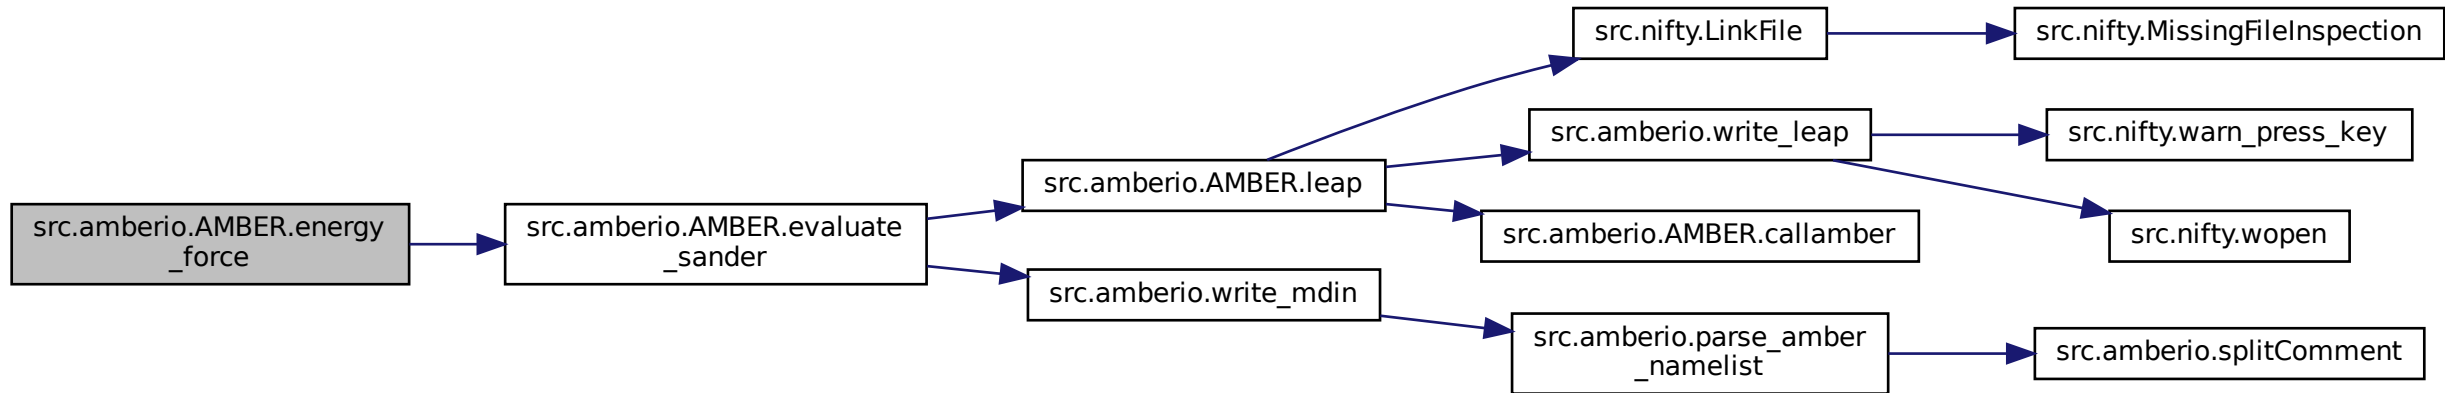 src.amberio.AMBER.energy
_force
src.amberio.AMBER.evaluate
_sander
src.amberio.AMBER.leap
src.amberio.write_mdin
src.nifty.LinkFile
src.amberio.write_leap
src.amberio.AMBER.callamber
src.amberio.parse_amber
_namelist
src.nifty.MissingFileInspection
src.nifty.warn_press_key
src.nifty.wopen
src.amberio.splitComment